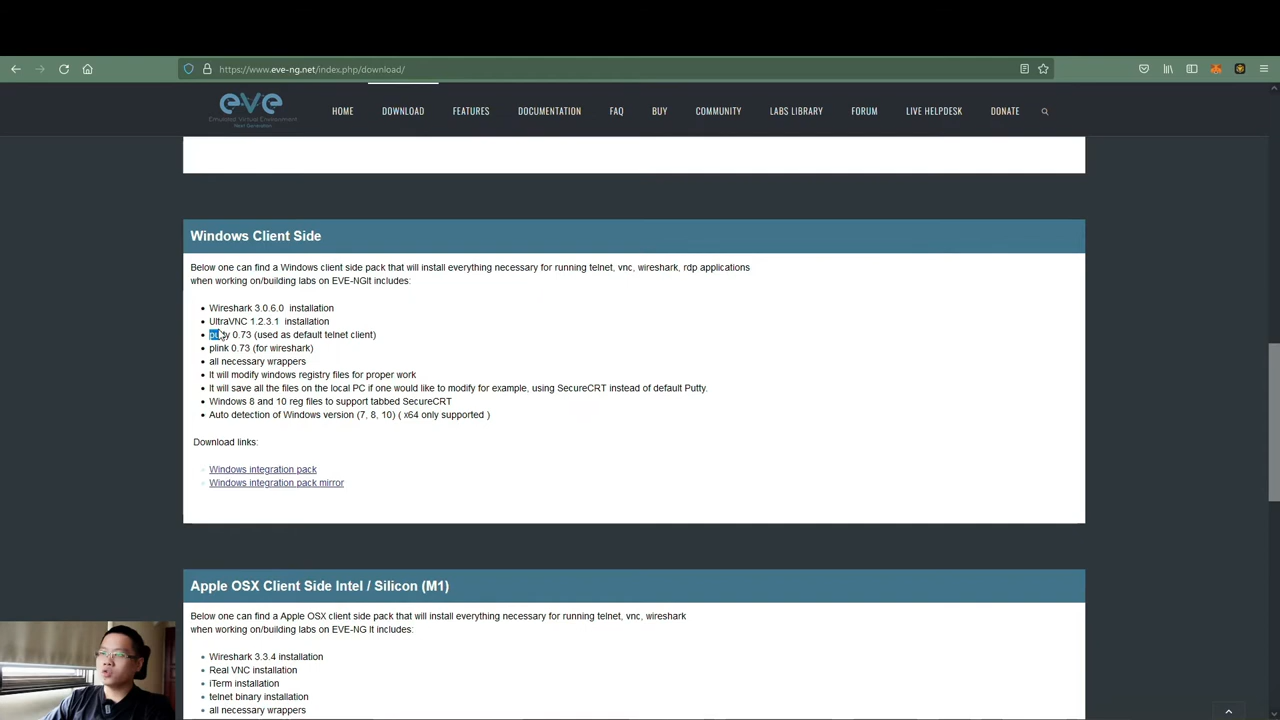 https://www.eve-ng.net/index.php/download/
eve
Emulated Virtual Environment
Next Generation
HOME
DOWNLOAD
FEATURES
DOCUMENTATION
FAQ
BUY
COMMUNITY
LABS LIBRARY
FORUM
LIVE HELPDESK
DONATE
Windows Client Side
Below one can find a Windows client side pack that will install everything necessary for running telnet, vnc, wireshark, rdp applications
when working on/building labs on EVE-NGIt includes:
Wireshark 3.0.6.0 installation
UltraVNC 1.2.3.1 installation
putty 0.73 (used as default telnet client)
plink 0.73 (for wireshark)
all necessary wrappers
It will modify windows registry files for proper work
It will save all the files on the local PC if one would like to modify for example, using SecureCRT instead of default Putty.
Windows 8 and 10 reg files to support tabbed SecureCRT
Auto detection of Windows version (7, 8, 10) ( x64 only supported )
Download links:
Windows integration pack
Windows integration pack mirror
Apple OSX Client Side Intel / Silicon (M1)
Below one can find a Apple OSX client side pack that will install everything necessary for running telnet, vnc, wireshark
when working on/building labs on EVE-NG It includes:
Wireshark 3.3.4 installation
Real VNC installation
iTerm installation
telnet binary installation
all necessary wrappers